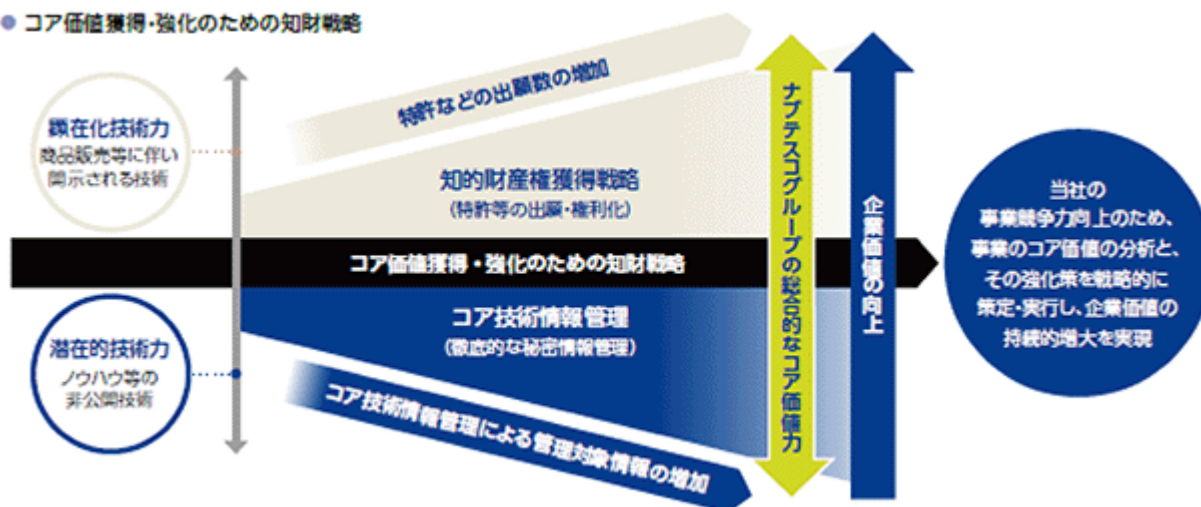 コア価値獲得・強化のための知財戦略
顕在化技術力
商品販売等に伴い
開示される技術
特許などの出願数の増加
知的財産権獲得戦略
(特許等の出願・権利化)
コア価値獲得・強化のための知財戦略
コア技術情報管理
(徹底的な秘密情報管理)
潜在的技術力
ノウハウ等の
非公開技術
コア技術情報管理による管理対象情報の増加
ナブテスコグループの総合的なコア価値力
企業価値の向上
当社の
事業競争力向上のため、
事業のコア価値の分析と、
その強化策を戦略的に
策定・実行し、企業価値の
持続的増大を実現